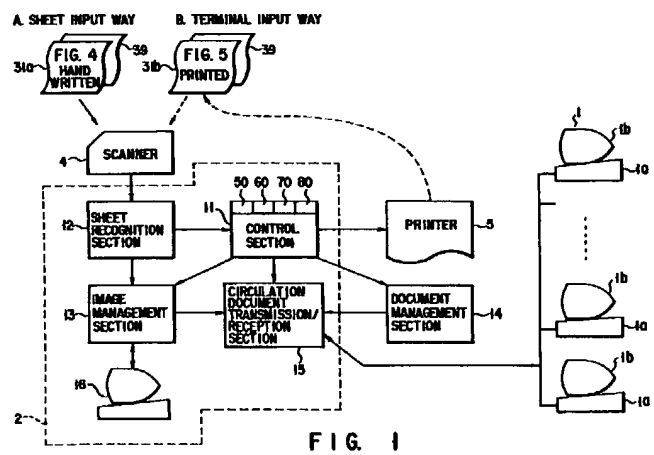 A. SHEET INPUT WAY
B. TERMINAL INPUT WAY
31a
FIG. 4
HAND
WRITTEN
39
31b
FIG. 5
PRINTED
39
4
SCANNER
1
1b
1a
50 60 70 80
11
12
SHEET
RECOGNITION
SECTION
CONTROL
SECTION
PRINTER
5
13
IMAGE
MANAGEMENT
SECTION
CIRCULATION
DOCUMENT
TRANSMISSION/
RECEPTION
SECTION
15
DOCUMENT
MANAGEMENT
SECTION
14
1b
1a
1b
1a
16
2
FIG. 1